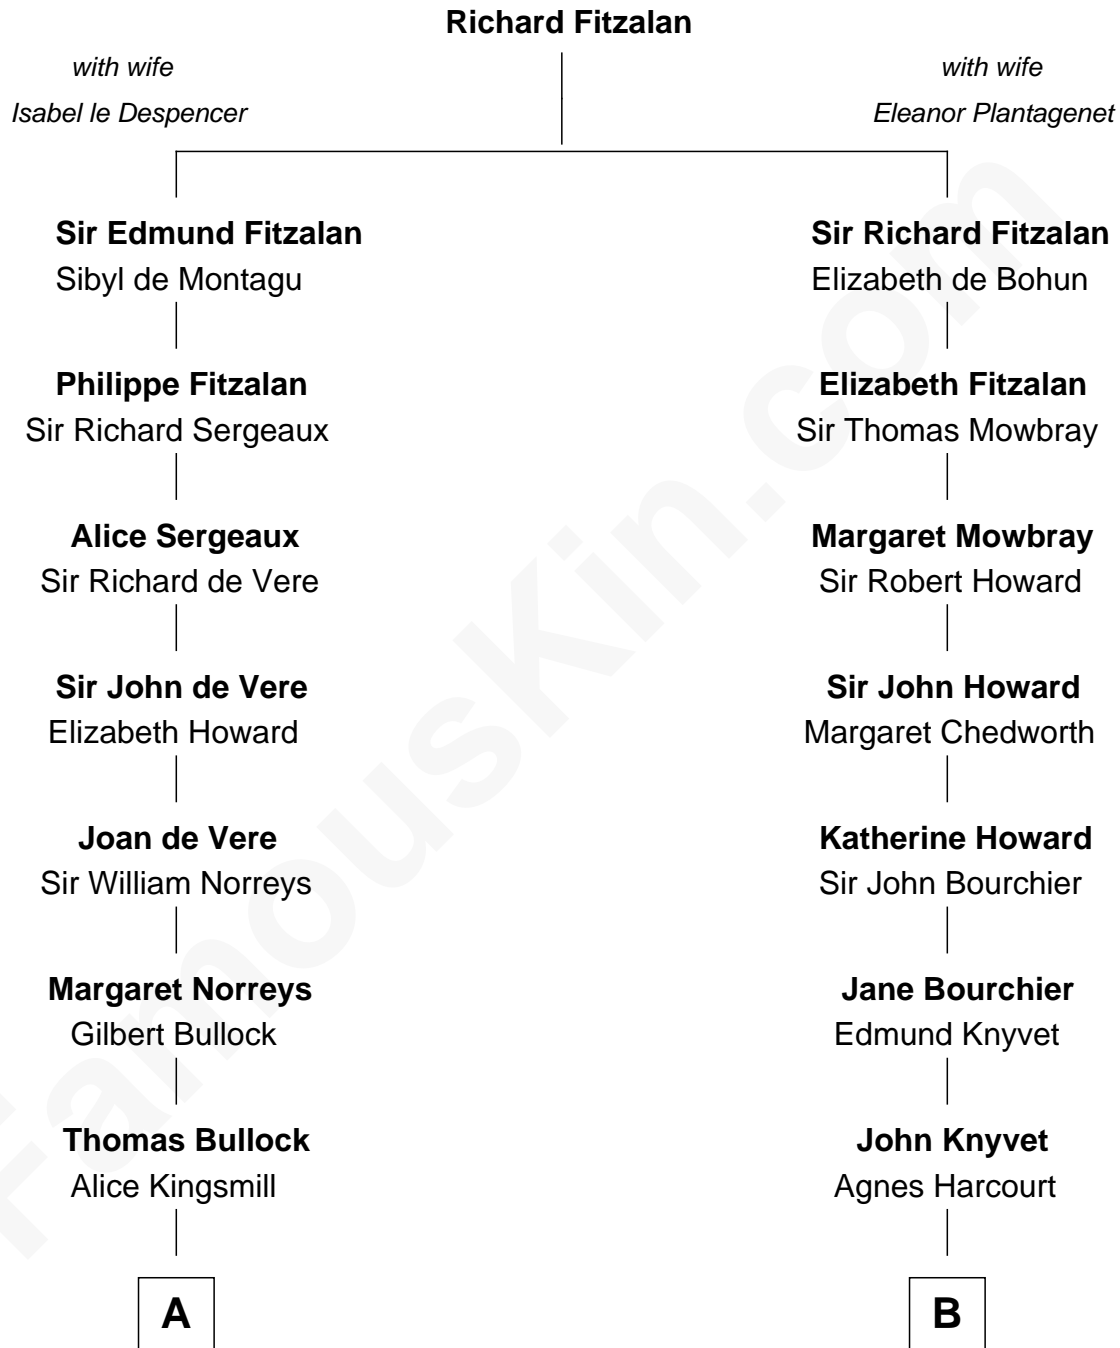 Richard Fitzalan
with wife
Isabel le Despencer
with wife
Eleanor Plantagenet
Sir Edmund Fitzalan
Sibyl de Montagu
Sir Richard Fitzalan
Elizabeth de Bohun
Philippe Fitzalan
Sir Richard Sergeaux
Elizabeth Fitzalan
Sir Thomas Mowbray
Alice Sergeaux
Sir Richard de Vere
Margaret Mowbray
Sir Robert Howard
Sir John de Vere
Elizabeth Howard
Sir John Howard
Margaret Chedworth
Joan de Vere
Sir William Norreys
Katherine Howard
Sir John Bourchier
Margaret Norreys
Gilbert Bullock
Jane Bourchier
Edmund Knyvet
Thomas Bullock
Alice Kingsmill
John Knyvet
Agnes Harcourt
A
B
FamousKin.com